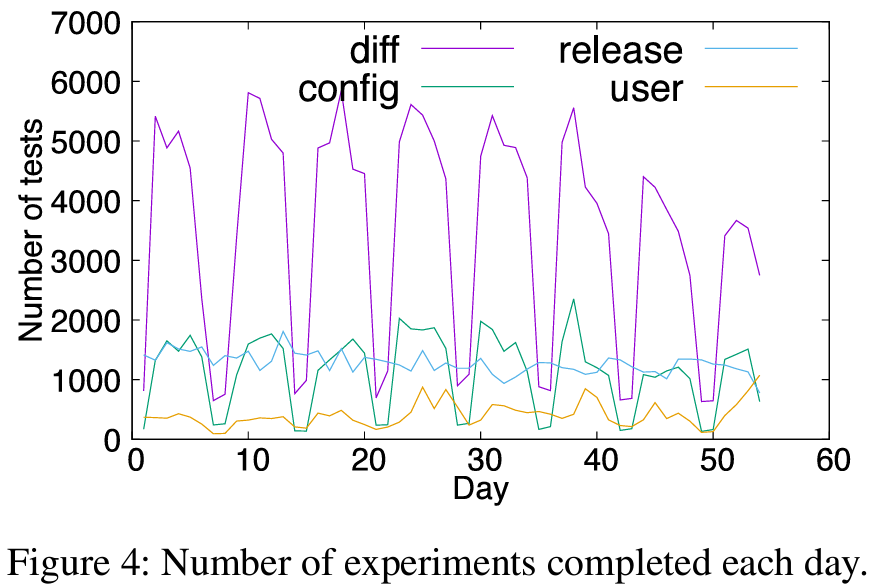 7000
6000
5000
4000
3000
2000
1000
0
Number of tests
diff
config
release
user
0 10 20 30 40 50 60
Day
Figure 4: Number of experiments completed each day.